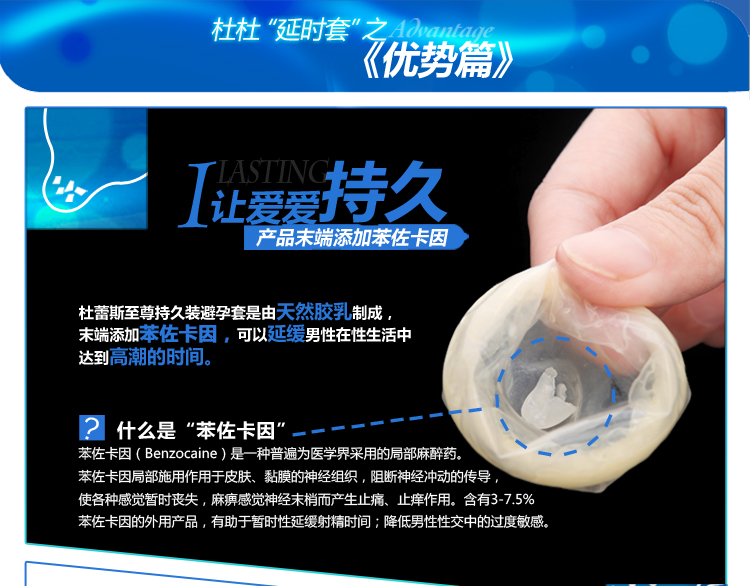 杜杜“延时套”之
Advantage
《优势篇》
LASTING
I让爱爱持久
产品末端添加苯佐卡因
杜蕾斯至尊持久装避孕套是由天然胶乳制成，
末端添加苯佐卡因，可以延缓男性在性生活中
达到高潮的时间。
? 什么是“苯佐卡因”
苯佐卡因（Benzocaine）是一种普遍为医学界采用的局部麻醉药。
苯佐卡因局部施用作用于皮肤、黏膜的神经组织，阻断神经冲动的传导，
使各种感觉暂时丧失，麻痹感觉神经末梢而产生止痛、止痒作用。含有3-7.5%
苯佐卡因的外用产品，有助于暂时性延缓射精时间；降低男性性交中的过度敏感。